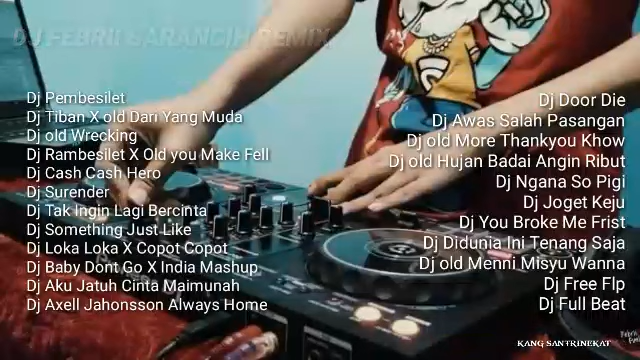 DJ FEBRI SARANGIH REMIX
Dj Pembesilet
Dj Tiban X old Dari Yang Muda
Dj old Wrecking
Dj Rambesilet X Old you Make Fell
Dj Cash Cash Hero
Dj Surender
Dj Tak Ingin Lagi Bercinta
Dj Something Just Like
Dj Loka Loka X Copot Copot
Dj Baby Dont Go X India Mashup
Dj Aku Jatuh Cinta Maimunah
Dj Axell Jahonsson Always Home
Dj Door Die
Dj Awas Salah Pasangan
Dj old More Thankyou Khow
Dj old Hujan Badai Angin Ribut
Dj Ngana So Pigi
Dj Joget Keju
Dj You Broke Me Frist
Dj Didunia Ini Tenang Saja
Dj old Menni Misyu Wanna
Dj Free Flp
Dj Full Beat
KANG SANTRINEKAT